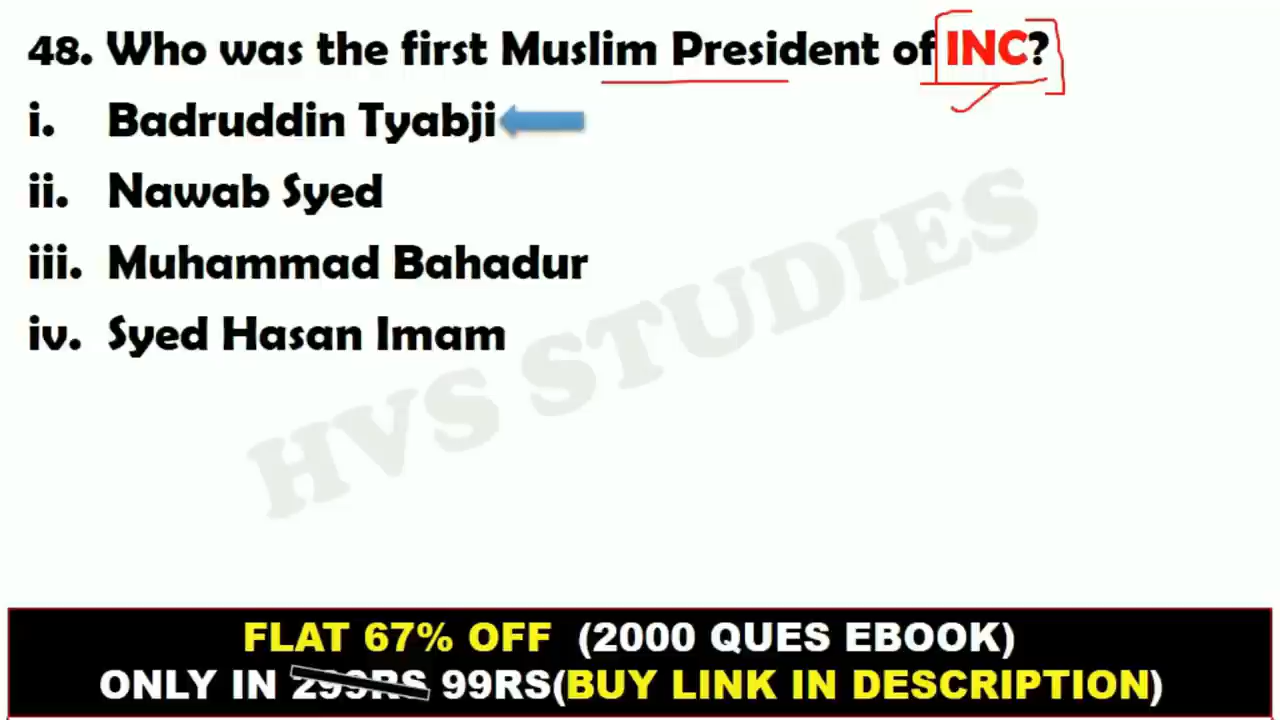 48. Who was the first Muslim President of INC?
i. Badruddin Tyabji
ii. Nawab Syed
iii. Muhammad Bahadur
iv. Syed Hasan Imam
HVS STUDIES
FLAT 67% OFF (2000 QUES EBOOK)
ONLY IN 299RS 99RS(BUY LINK IN DESCRIPTION)